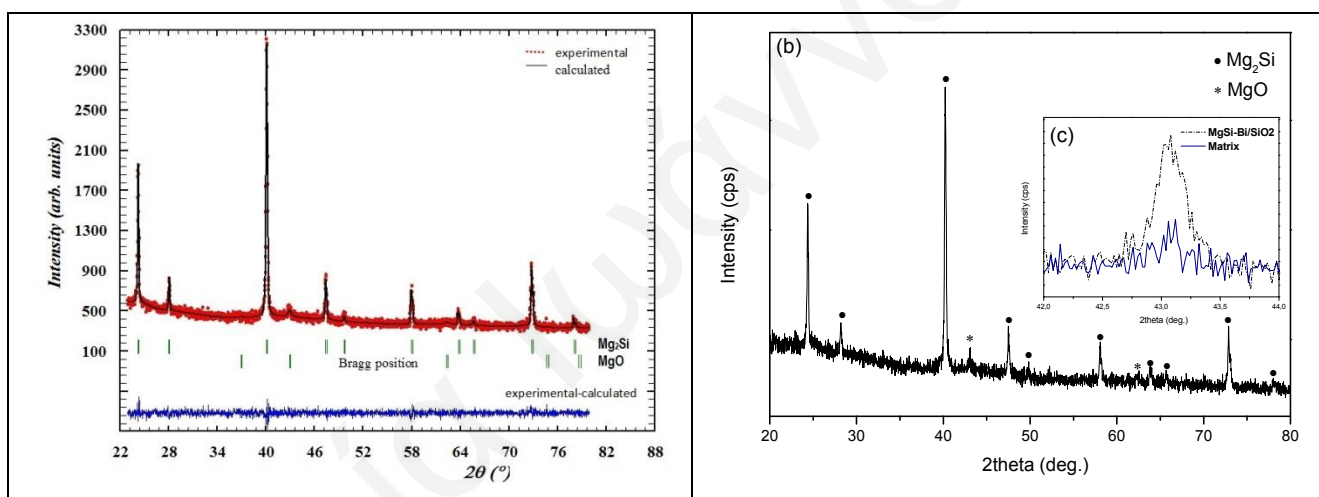 3300
2900
2500
2100
1700
1300
900
500
100
Intensity (arb. units)
experimental
calculated
Mg₂Si
MgO
Bragg position
experimental-calculated
22 28 34 40 46 52 58 64 70 76 82 88
2θ (°)
(b)
Mg₂Si
* MgO
Intensity (cps)
*
*
(c)
MgSi-Bi/SiO2
Matrix
Intensity (cps)
42,0 42,5 43,0 43,5 44,0
2theta (deg.)
20 30 40 50 60 70 80
2theta (deg.)